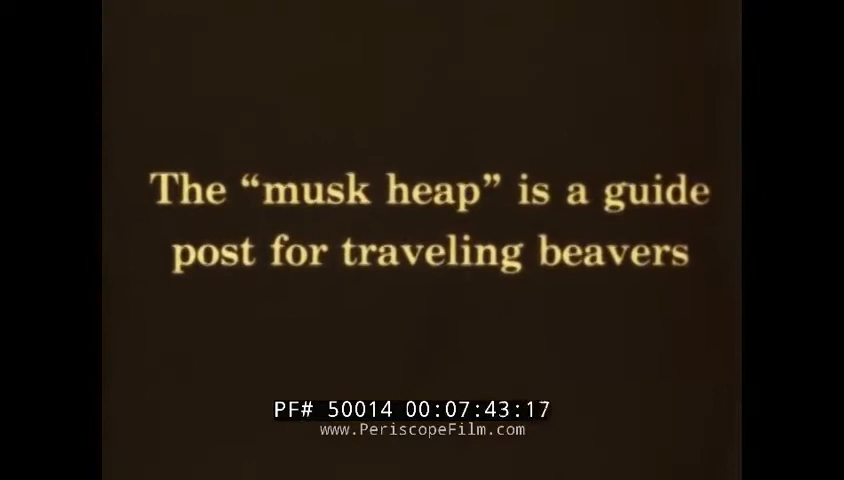 The “musk heap” is a guide
post for traveling beavers
PF# 50014 00:07:43:17
www.PeriscopeFilm.com